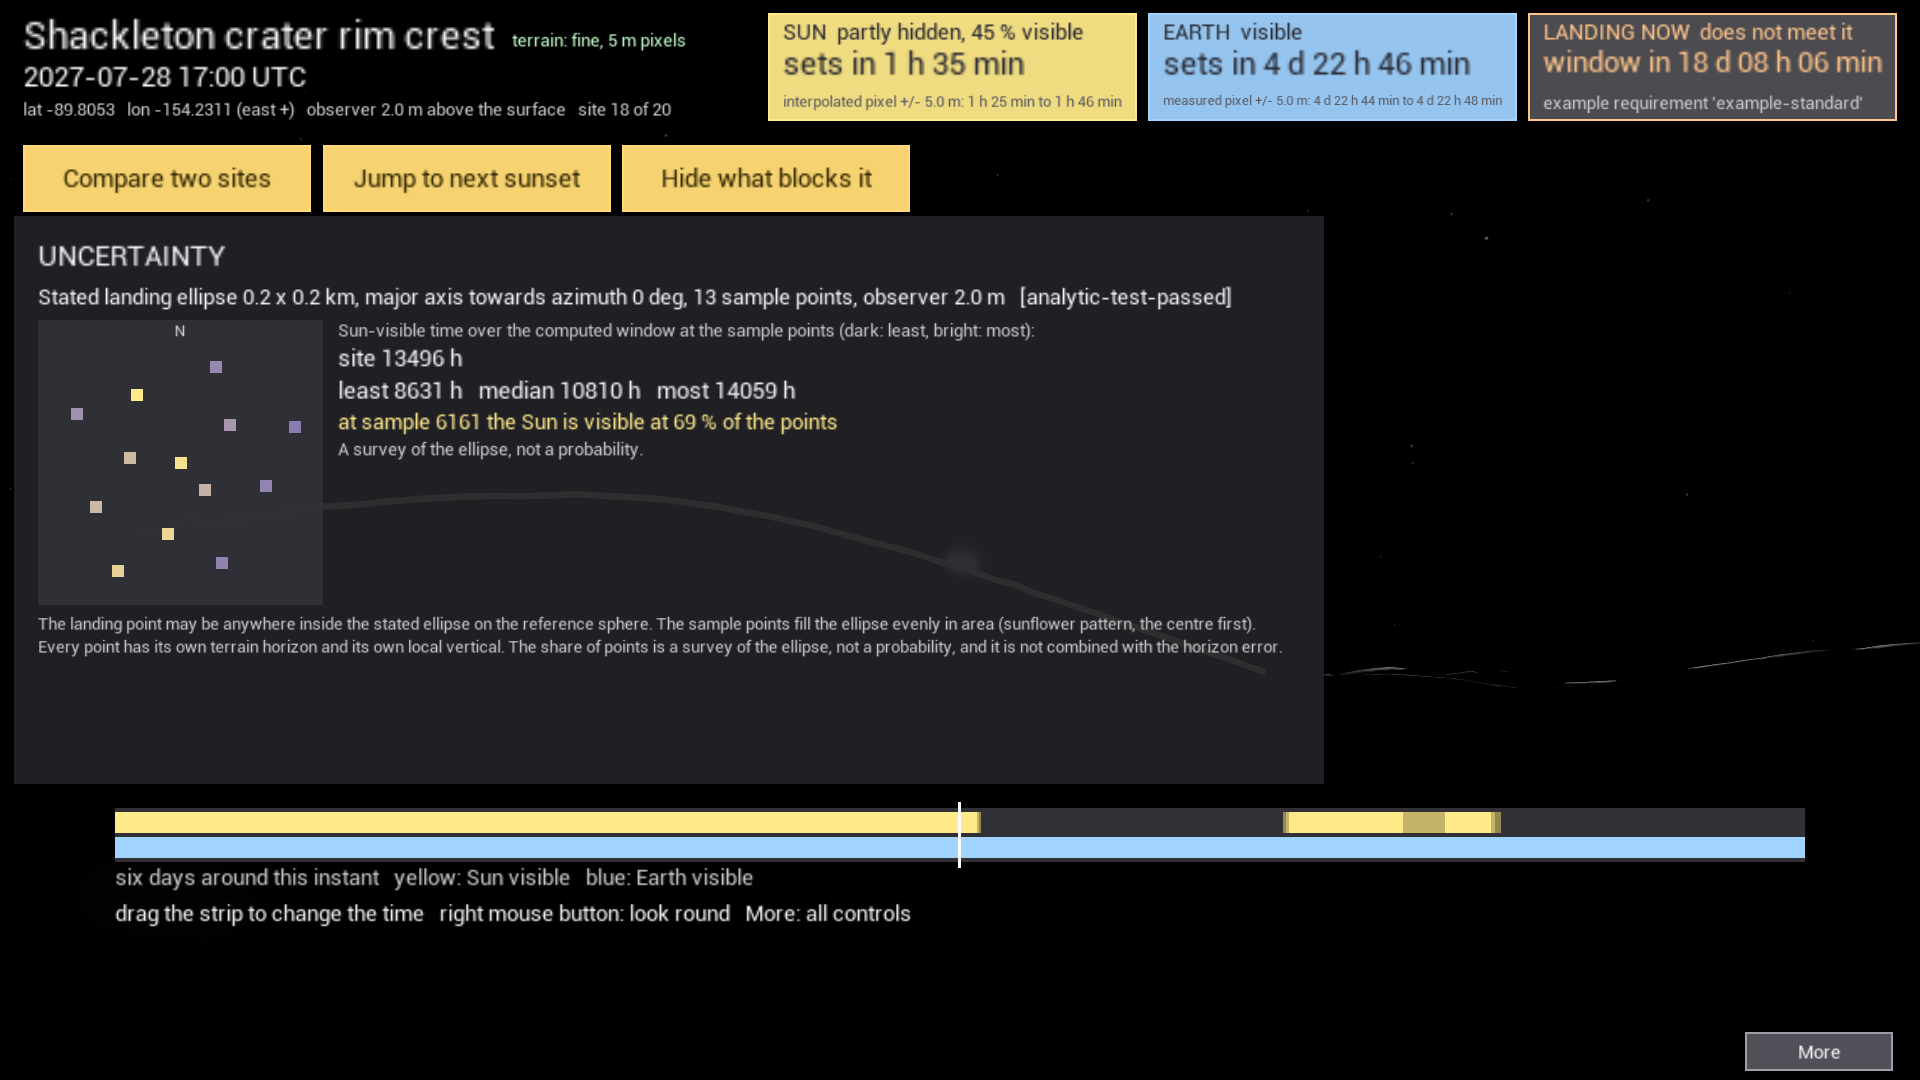 Shackleton crater rim crest terrain: fine, 5 m pixels
2027-07-28 17:00 UTC
lat -89.8053 lon -154.2311 (east +) observer 2.0 m above the surface site 18 of 20
SUN partly hidden, 45 % visible
sets in 1 h 35 min
interpolated pixel +/- 5.0 m: 1 h 25 min to 1 h 46 min
EARTH visible
sets in 4 d 22 h 46 min
measured pixel +/- 5.0 m: 4 d 22 h 44 min to 4 d 22 h 48 min
LANDING NOW does not meet it
window in 18 d 08 h 06 min
example requirement 'example-standard'
Compare two sites
Jump to next sunset
Hide what blocks it
UNCERTAINTY
Stated landing ellipse 0.2 x 0.2 km, major axis towards azimuth 0 deg, 13 sample points, observer 2.0 m [analytic-test-passed]
N
Sun-visible time over the computed window at the sample points (dark: least, bright: most):
site 13496 h
least 8631 h median 10810 h most 14059 h
at sample 6161 the Sun is visible at 69 % of the points
A survey of the ellipse, not a probability.
The landing point may be anywhere inside the stated ellipse on the reference sphere. The sample points fill the ellipse evenly in area (sunflower pattern, the centre first).
Every point has its own terrain horizon and its own local vertical. The share of points is a survey of the ellipse, not a probability, and it is not combined with the horizon error.
six days around this instant yellow: Sun visible blue: Earth visible
drag the strip to change the time right mouse button: look round More: all controls
More